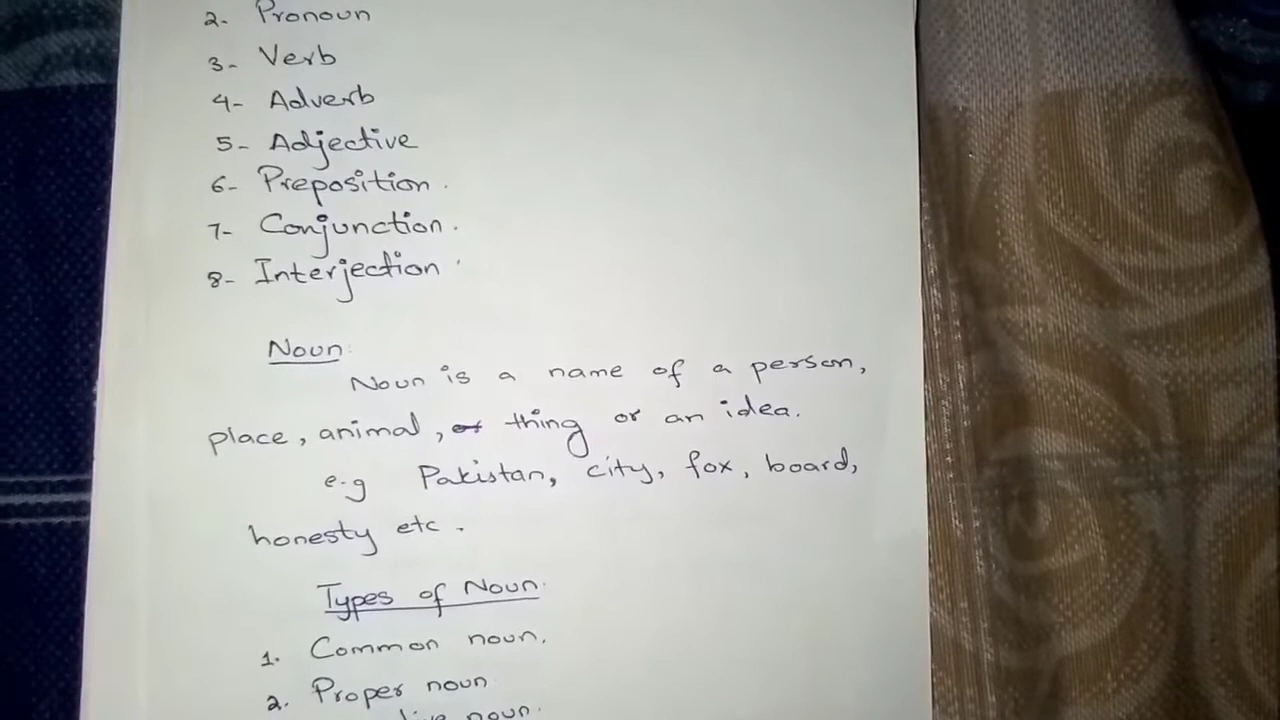 2- Pronoun
3- Verb
4- Adverb
5- Adjective
6- Preposition.
7- Conjunction.
8- Interjection.
Noun:
Noun is a name of a person,
place, animal, thing or an idea.
e.g Pakistan, city, fox, board,
honesty etc.
Types of Noun:
1. Common noun.
2. Proper noun
noun.